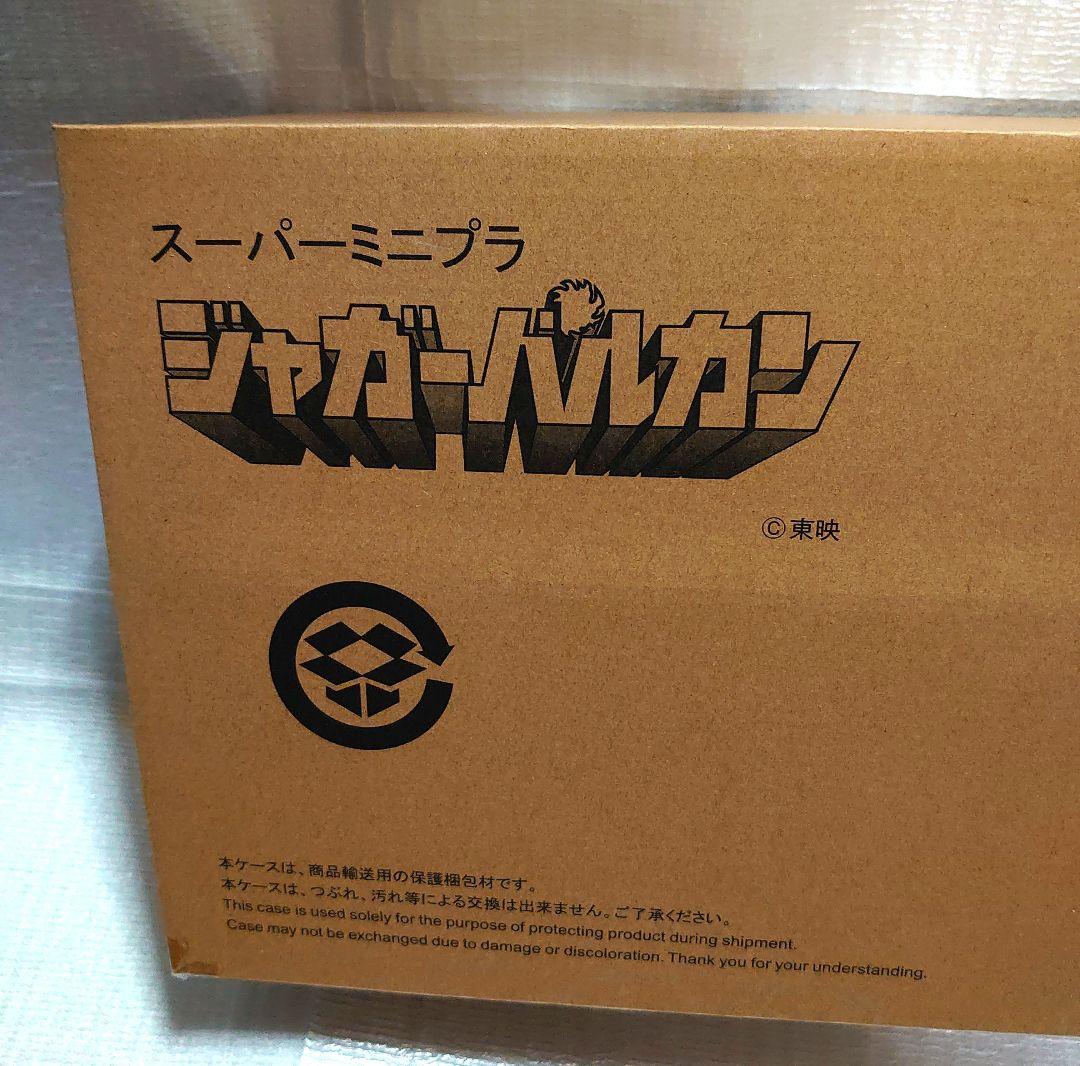 スーパーミニプラ
ジャガーバルカン
©東映
本ケースは、商品輸送用の保護梱包材です。
本ケースは、つぶれ、汚れ等による交換は出来ません。ご了承ください。
This case is used solely for the purpose of protecting product during shipment.
Case may not be exchanged due to damage or discoloration. Thank you for your understanding.